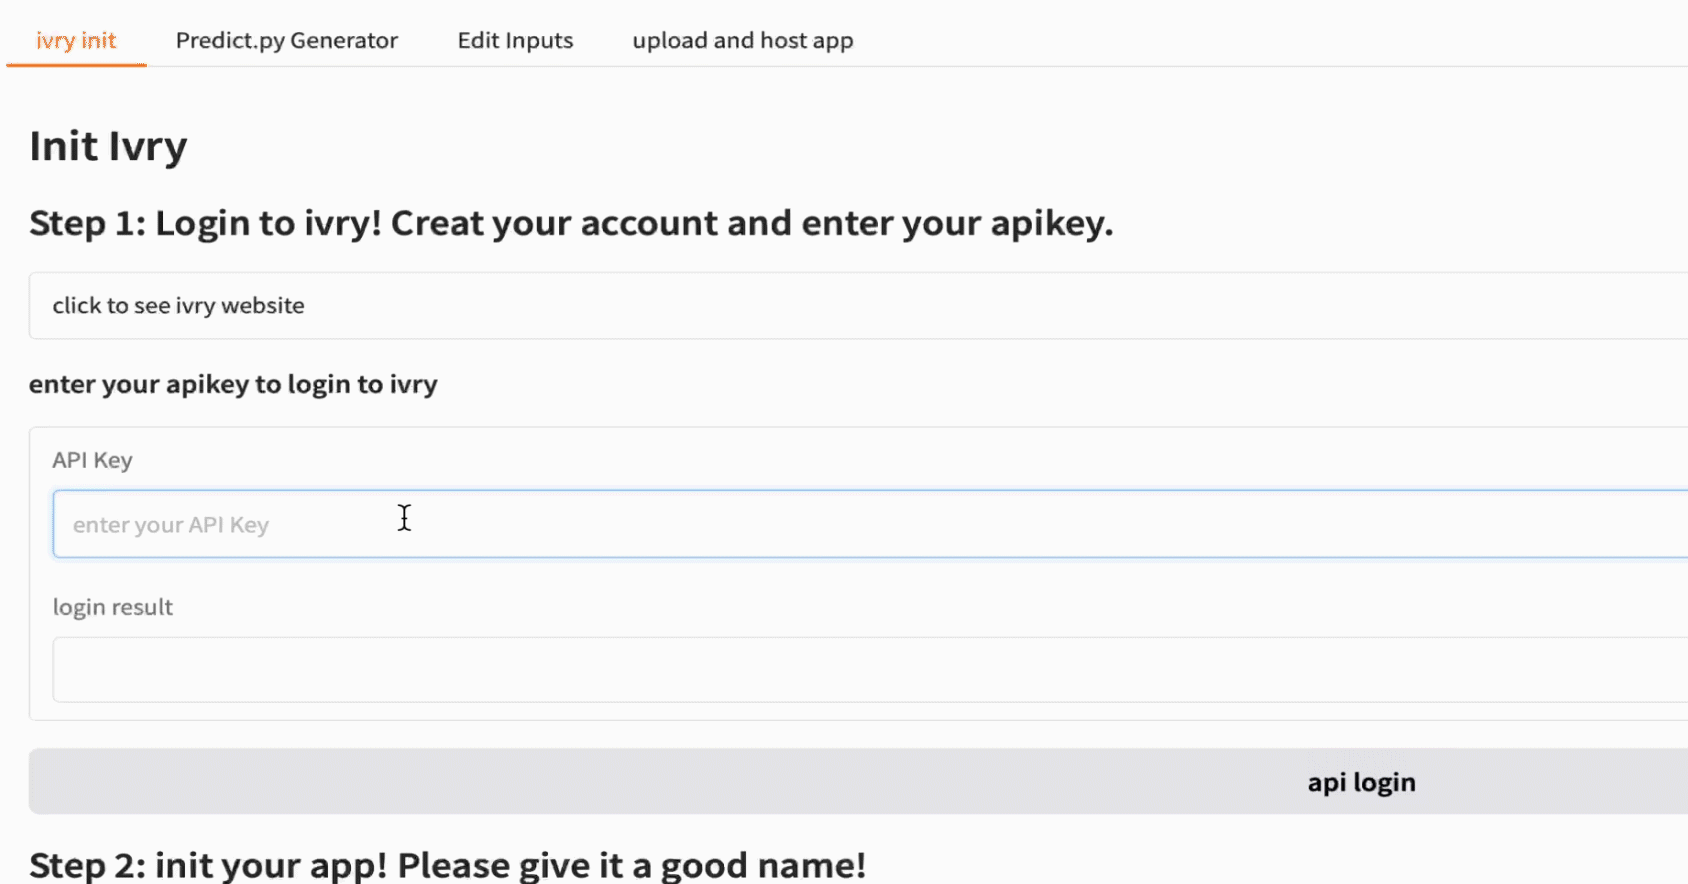 ivry init Predict.py Generator Edit Inputs upload and host app
Init Ivry
Step 1: Login to ivry! Creat your account and enter your apikey.
click to see ivry website
enter your apikey to login to ivry
API Key
enter your API Key
login result
api login
Step 2: init your app! Please give it a good name!